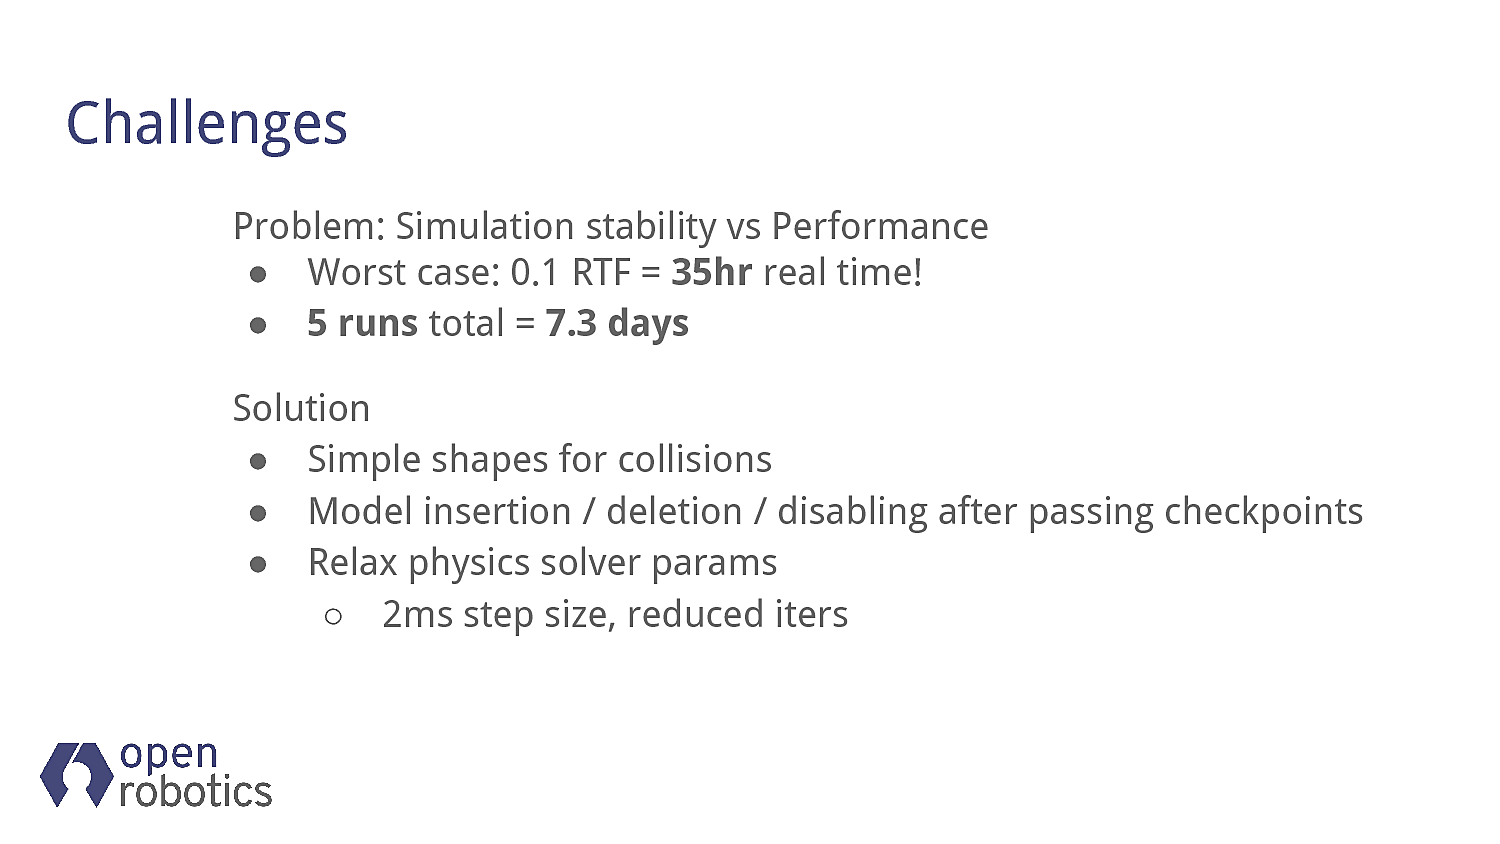 Challenges
Problem: Simulation stability vs Performance
● Worst case: 0.1 RTF = 35hr real time!
● 5 runs total = 7.3 days
Solution
● Simple shapes for collisions
● Model insertion / deletion / disabling after passing checkpoints
● Relax physics solver params
○ 2ms step size, reduced iters
open
robotics